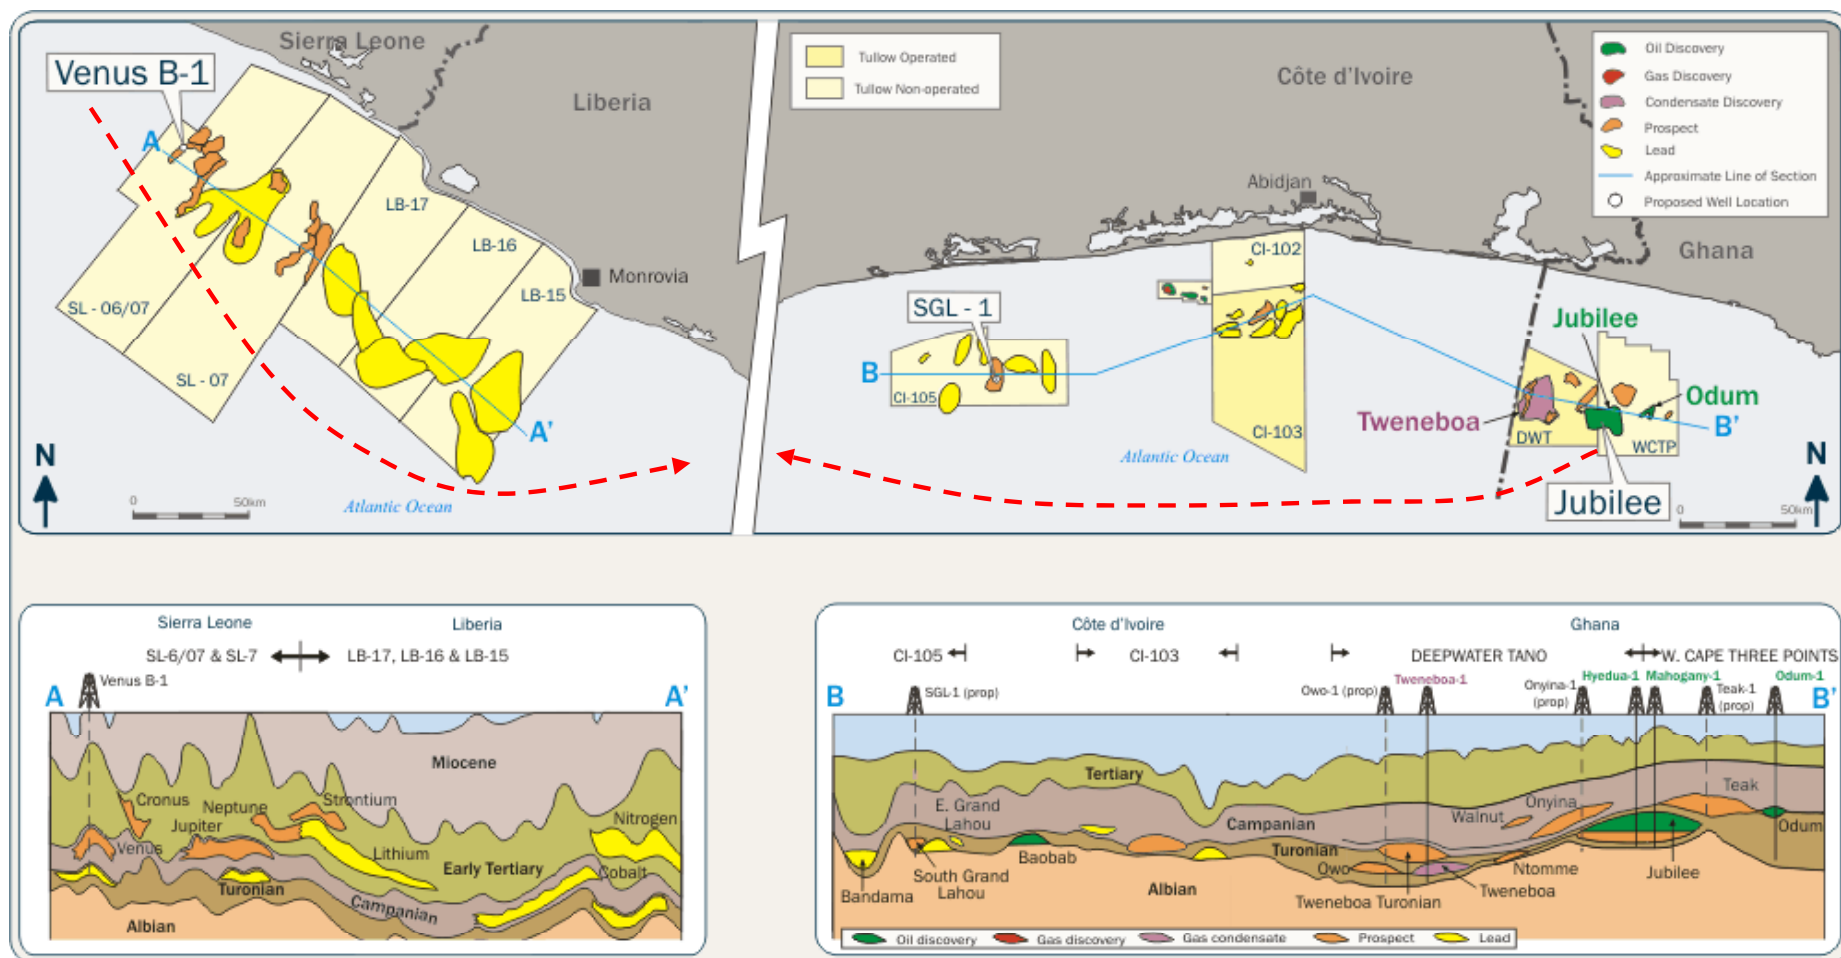 Sierra Leone
Venus B-1
Liberia
A
LB-17
LB-16
LB-15
Monrovia
SL - 06/07
SL - 07
A'
N
0 50km
Atlantic Ocean
Tullow Operated
Tullow Non-operated
Côte d'Ivoire
Oil Discovery
Gas Discovery
Condensate Discovery
Prospect
Lead
Approximate Line of Section
Proposed Well Location
Abidjan
Ghana
CI-102
SGL - 1
Jubilee
B
CI-105
Odum
Tweneboa
B'
CI-103
DWT
WCTP
Atlantic Ocean
N
Jubilee
0 50km
Sierra Leone Liberia
SL-6/07 & SL-7 LB-17, LB-16 & LB-15
Venus B-1
A A'
Miocene
Cronus
Neptune
Strontium
Jupiter
Nitrogen
Venus
Lithium
Early Tertiary
Cobalt
Turonian
Campanian
Albian
Côte d'Ivoire Ghana
CI-105 CI-103 DEEPWATER TANO W. CAPE THREE POINTS
Tweneboa-1 Hyedua-1 Mahogany-1 Odum-1
B SGL-1 (prop) Owo-1 (prop) Onyina-1 (prop) Teak-1 (prop) B'
Tertiary
E. Grand Lahou
Teak
Onyina
Walnut
Campanian
Odum
Turonian
Baobab
Owo
Ntomme
Jubilee
South Grand Lahou
Bandama
Albian
Tweneboa
Tweneboa Turonian
Oil discovery Gas discovery Gas condensate Prospect Lead